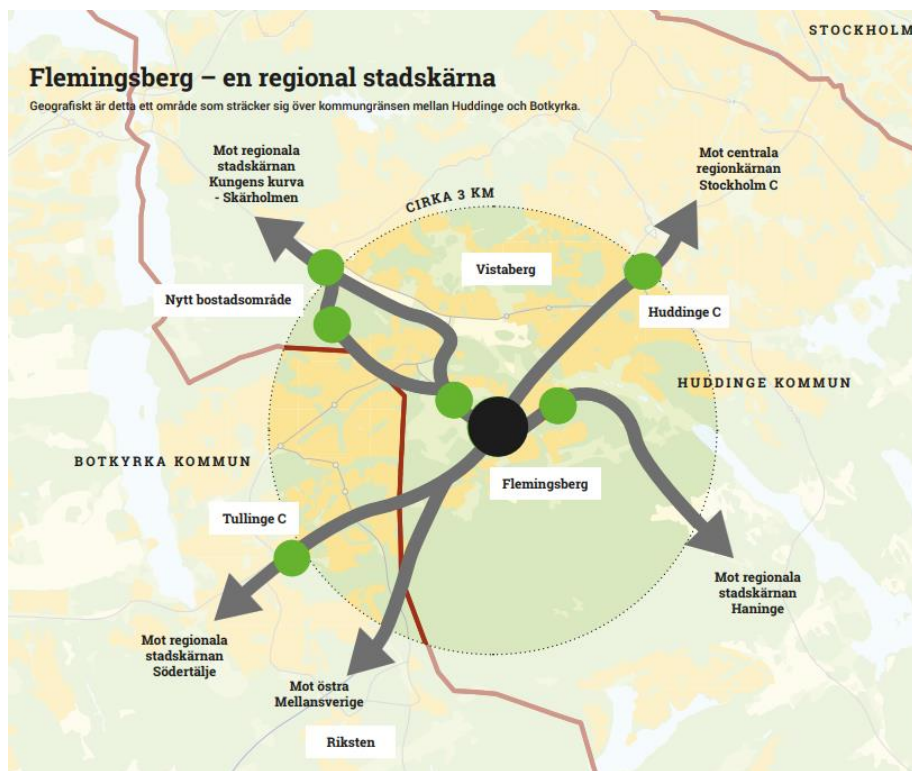 STOCKHOLM
Flemingsberg – en regional stadskärna
Geografiskt är detta ett område som sträcker sig över kommungränsen mellan Huddinge och Botkyrka.
Mot regionala
stadskärnan
Kungens kurva
- Skärholmen
Mot centrala
regionkärnan
Stockholm C
CIRKA 3 KM
Vistaberg
Nytt bostadsområde
Huddinge C
HUDDINGE KOMMUN
BOTKYRKA KOMMUN
Flemingsberg
Tullinge C
Mot regionala
stadskärnan
Haninge
Mot regionala
stadskärnan
Södertälje
Mot östra
Mellansverige
Riksten